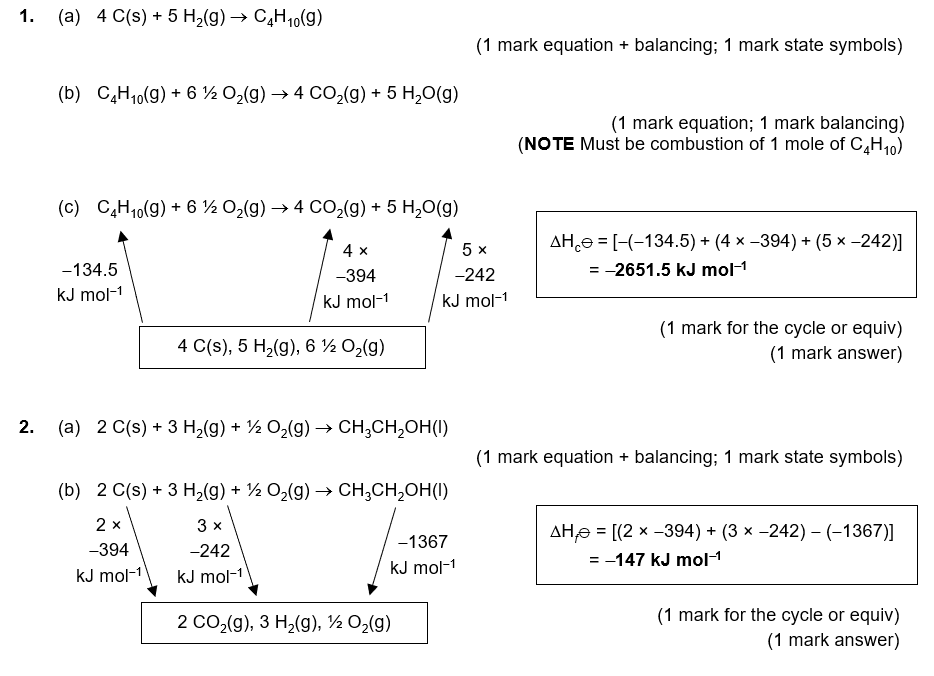 1. (a) 4 C(s) + 5 H₂(g) → C₄H₁₀(g)
(1 mark equation + balancing; 1 mark state symbols)
(b) C₄H₁₀(g) + 6 ½ O₂(g) → 4 CO₂(g) + 5 H₂O(g)
(1 mark equation; 1 mark balancing)
(NOTE Must be combustion of 1 mole of C₄H₁₀)
(c) C₄H₁₀(g) + 6 ½ O₂(g) → 4 CO₂(g) + 5 H₂O(g)
–134.5
kJ mol⁻¹
4 ×
–394
kJ mol⁻¹
5 ×
–242
kJ mol⁻¹
4 C(s), 5 H₂(g), 6 ½ O₂(g)
ΔH꜀⊖ = [–(–134.5) + (4 × –394) + (5 × –242)]
= –2651.5 kJ mol⁻¹
(1 mark for the cycle or equiv)
(1 mark answer)
2. (a) 2 C(s) + 3 H₂(g) + ½ O₂(g) → CH₃CH₂OH(l)
(1 mark equation + balancing; 1 mark state symbols)
(b) 2 C(s) + 3 H₂(g) + ½ O₂(g) → CH₃CH₂OH(l)
2 ×
–394
kJ mol⁻¹
3 ×
–242
kJ mol⁻¹
–1367
kJ mol⁻¹
2 CO₂(g), 3 H₂(g), ½ O₂(g)
ΔHf⊖ = [(2 × –394) + (3 × –242) – (–1367)]
= –147 kJ mol⁻¹
(1 mark for the cycle or equiv)
(1 mark answer)